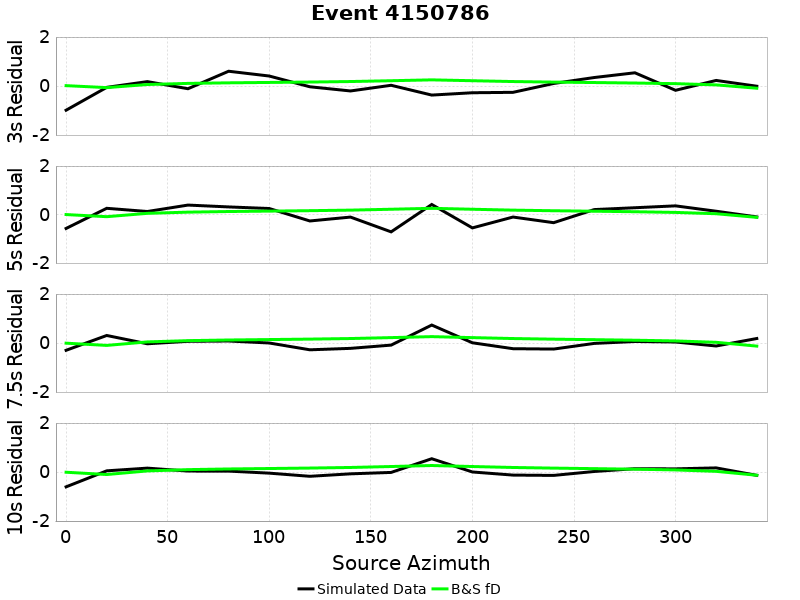 Event 4150786
3s Residual
2
0
-2
5s Residual
2
0
-2
7.5s Residual
2
0
-2
10s Residual
2
0
-2
0 50 100 150 200 250 300
Source Azimuth
Simulated Data B&S fD